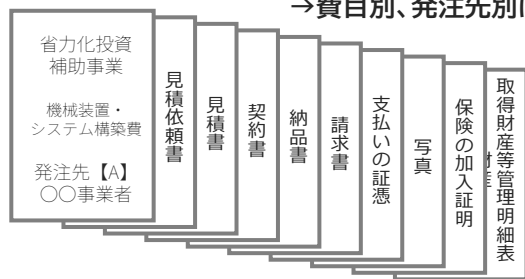 →費目別、発注先別に
省力化投資
補助事業
機械装置・
システム構築費
発注先【A】
〇〇事業者
見積依頼書
見積書
契約書
納品書
請求書
支払いの証憑
写真
保険の加入証明
取得財産等管理明細表